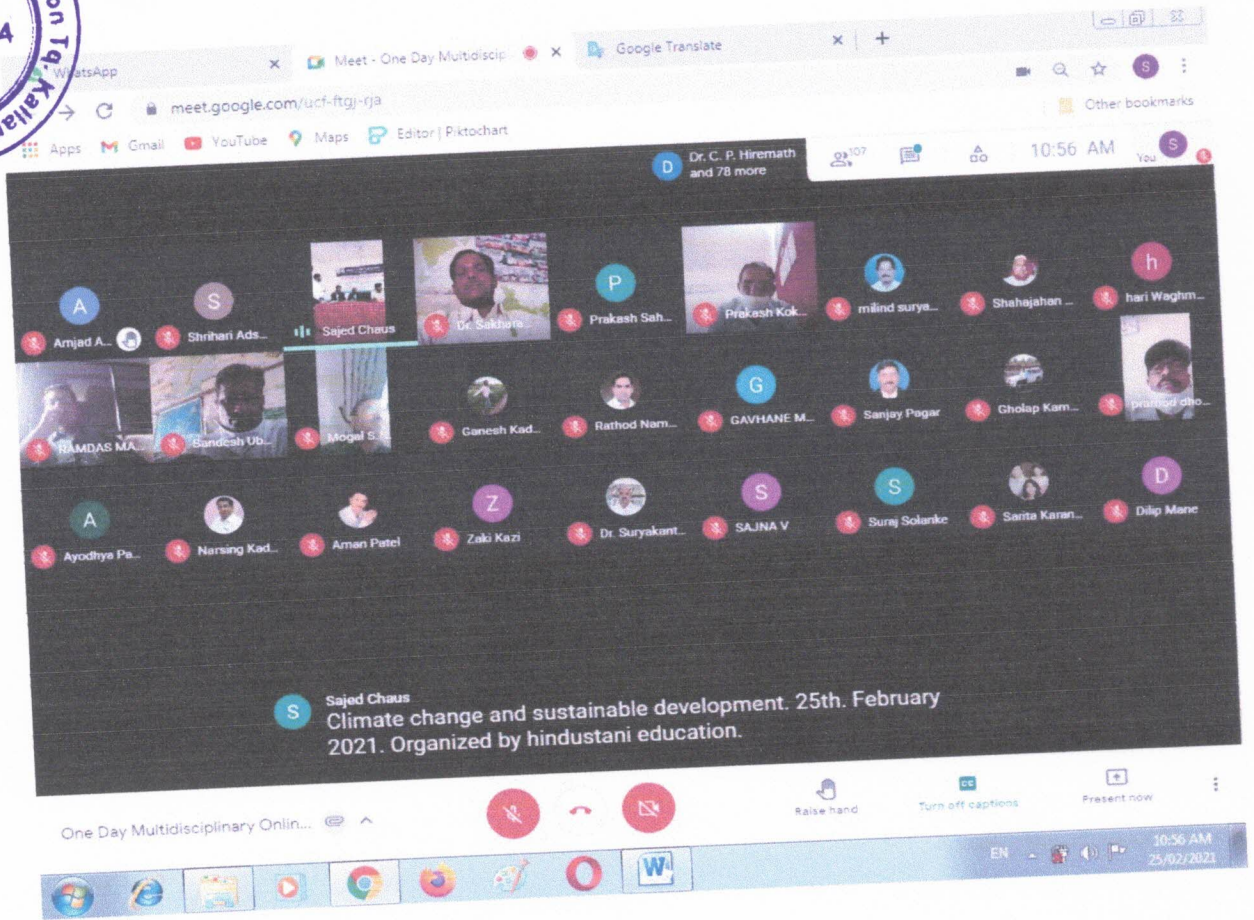 4
on Tq. Kallam
WhatsApp
Meet - One Day Multidiscip
Google Translate
meet.google.com/ucf-ftgj-rja
Other bookmarks
Apps
Gmail
YouTube
Maps
Editor | Piktochart
Dr. C. P. Hiremath
and 78 more
107
10:56 AM
You
S
A
S
P
h
Amjad A...
Shrihari Ads...
Sajed Chaus
Dr. Sakhara...
Prakash Sah...
Prakash Kok...
milind surya...
Shahajahan ...
hari Waghm...
G
RAMDAS MA...
Sandesh Ub...
Mogal S...
Ganesh Kad...
Rathod Nam...
GAVHANE M...
Sanjay Pagar
Gholap Kam...
pramod dho...
A
Z
S
S
D
Ayodhya Pa...
Narsing Kad...
Aman Patel
Zaki Kazi
Dr. Suryakant...
SAJNA V
Suraj Solanke
Sarita Karan...
Dilip Mane
S
Sajed Chaus
Climate change and sustainable development. 25th. February
2021. Organized by hindustani education.
One Day Multidisciplinary Onlin...
Raise hand
Turn off captions
Present now
EN
10:56 AM
25/02/2021